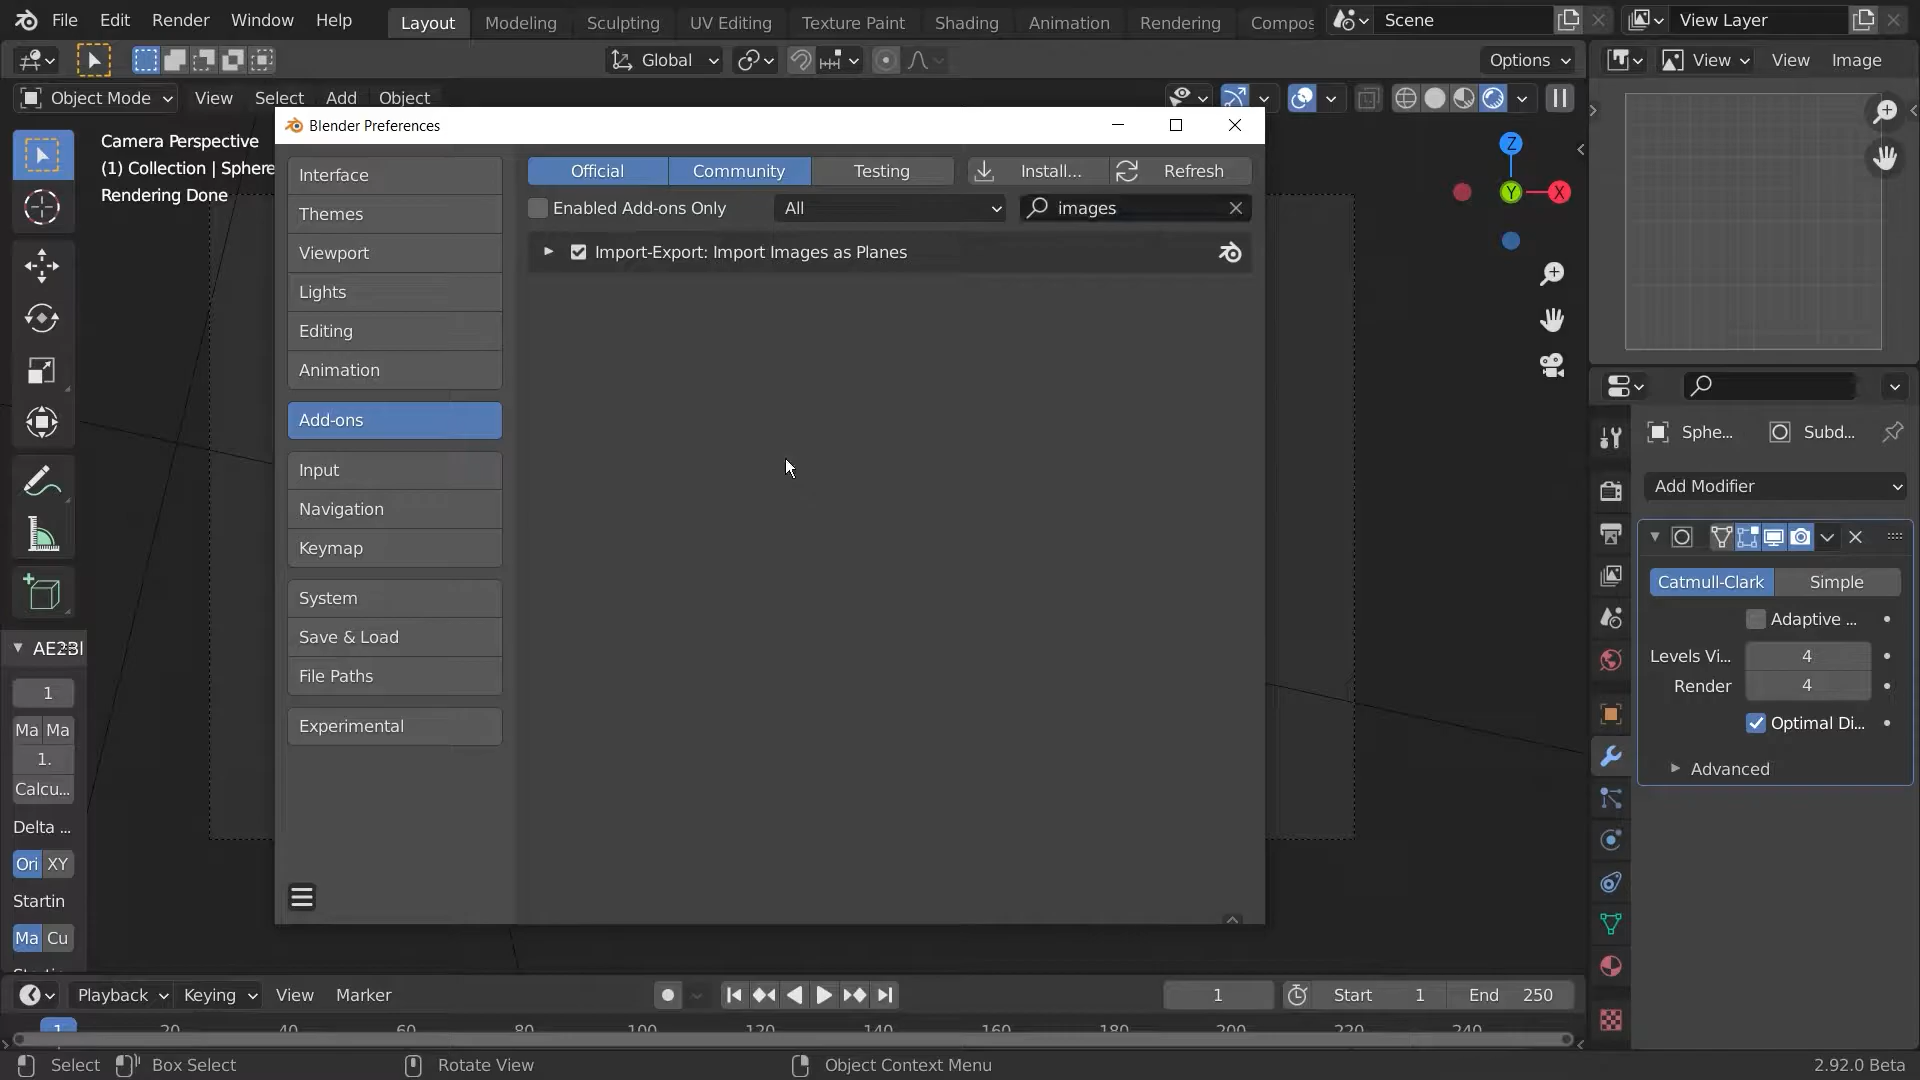 File Edit Render Window Help Layout Modeling Sculpting UV Editing Texture Paint Shading Animation Rendering Compos Scene View Layer
Global Options View View Image
Object Mode View Select Add Object
Camera Perspective
(1) Collection | Sphere
Rendering Done
Blender Preferences
Interface
Themes
Viewport
Lights
Editing
Animation
Add-ons
Input
Navigation
Keymap
System
Save & Load
File Paths
Experimental
Official Community Testing Install... Refresh
Enabled Add-ons Only All images
Import-Export: Import Images as Planes
Z
Y X
Sphe... Subd...
Add Modifier
Catmull-Clark Simple
Adaptive ...
Levels Vi... 4
Render 4
Optimal Di...
Advanced
AE2Bl
1
Ma Ma
1.
Calcu...
Delta ...
Ori XY
Startin
Ma Cu
Playback Keying View Marker 1 Start 1 End 250
1 20 40 60 80 100 120 140 160 180 200 220 240
Select Box Select Rotate View Object Context Menu 2.92.0 Beta